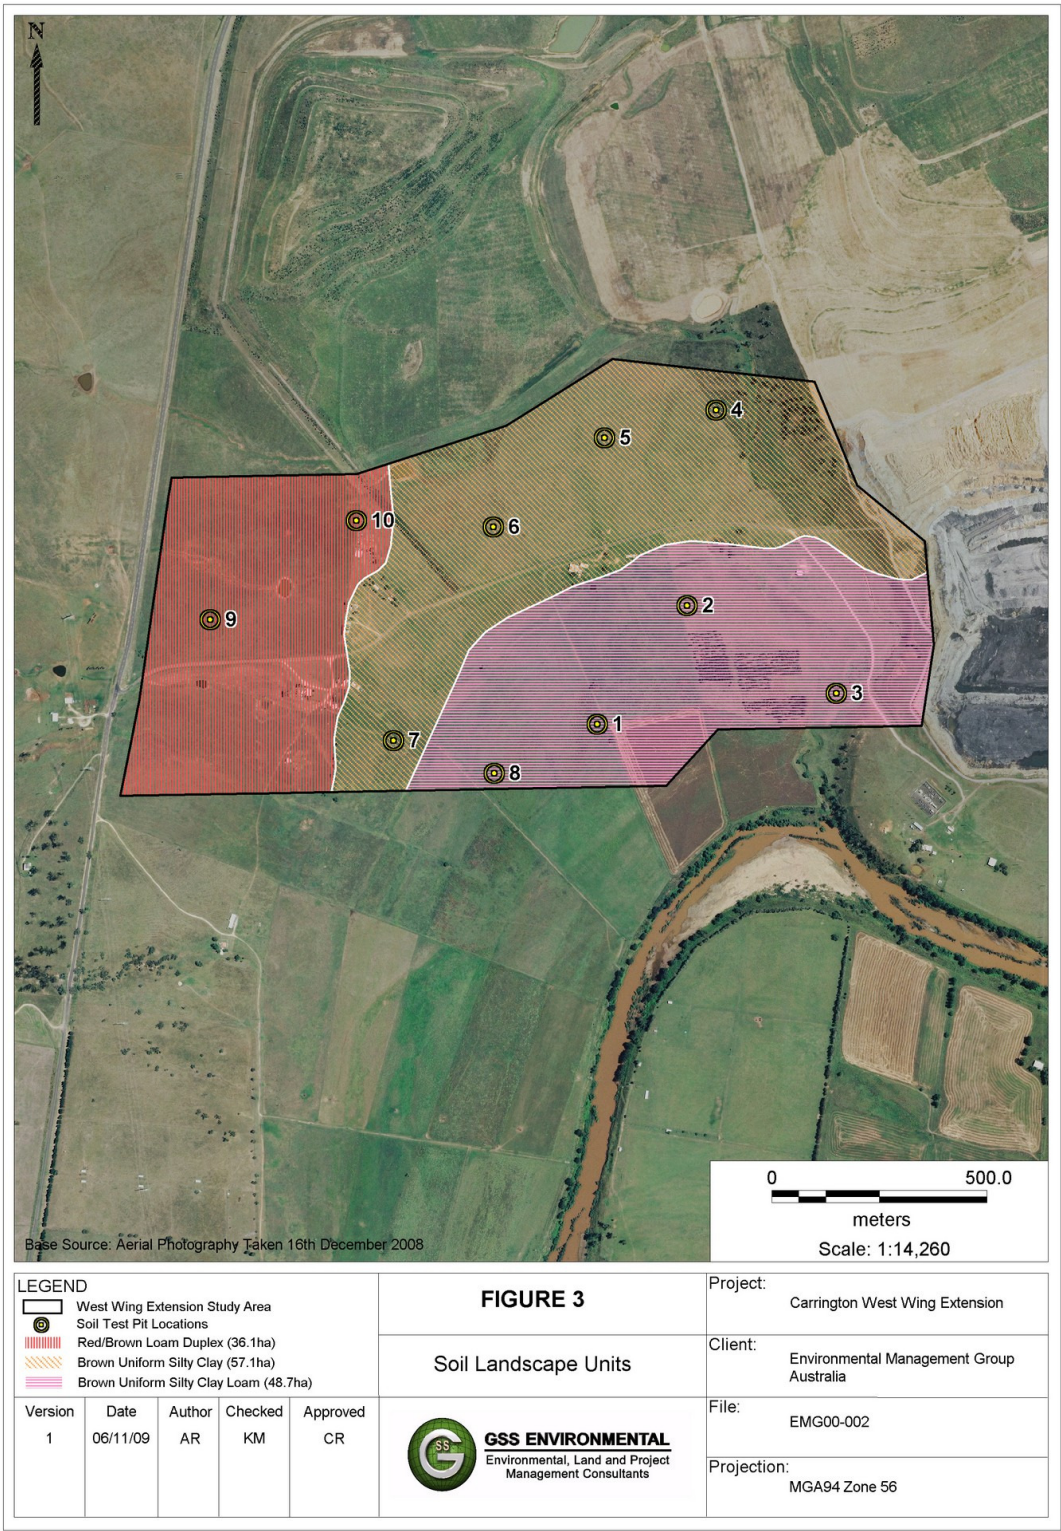 N
4
5
10
6
9
2
3
1
7
8
0 500.0
meters
Scale: 1:14,260
Base Source: Aerial Photography Taken 16th December 2008
LEGEND
West Wing Extension Study Area
Soil Test Pit Locations
Red/Brown Loam Duplex (36.1ha)
Brown Uniform Silty Clay (57.1ha)
Brown Uniform Silty Clay Loam (48.7ha)
Version Date Author Checked Approved
1 06/11/09 AR KM CR
FIGURE 3
Soil Landscape Units
GSS
GSS ENVIRONMENTAL
Environmental, Land and Project
Management Consultants
Project:
Carrington West Wing Extension
Client:
Environmental Management Group
Australia
File:
EMG00-002
Projection:
MGA94 Zone 56